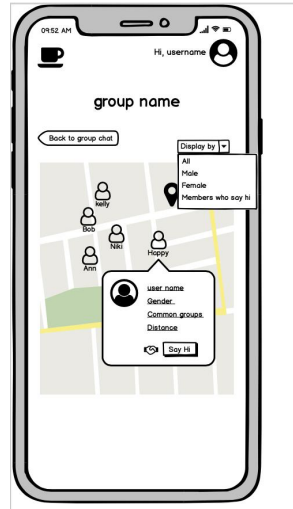 09:52 AM
Hi, username
group name
Back to group chat
Display by
All
Male
Female
Members who say hi
kelly
Bob
Niki
Happy
Ann
user name
Gender
Common groups
Distance
Say Hi